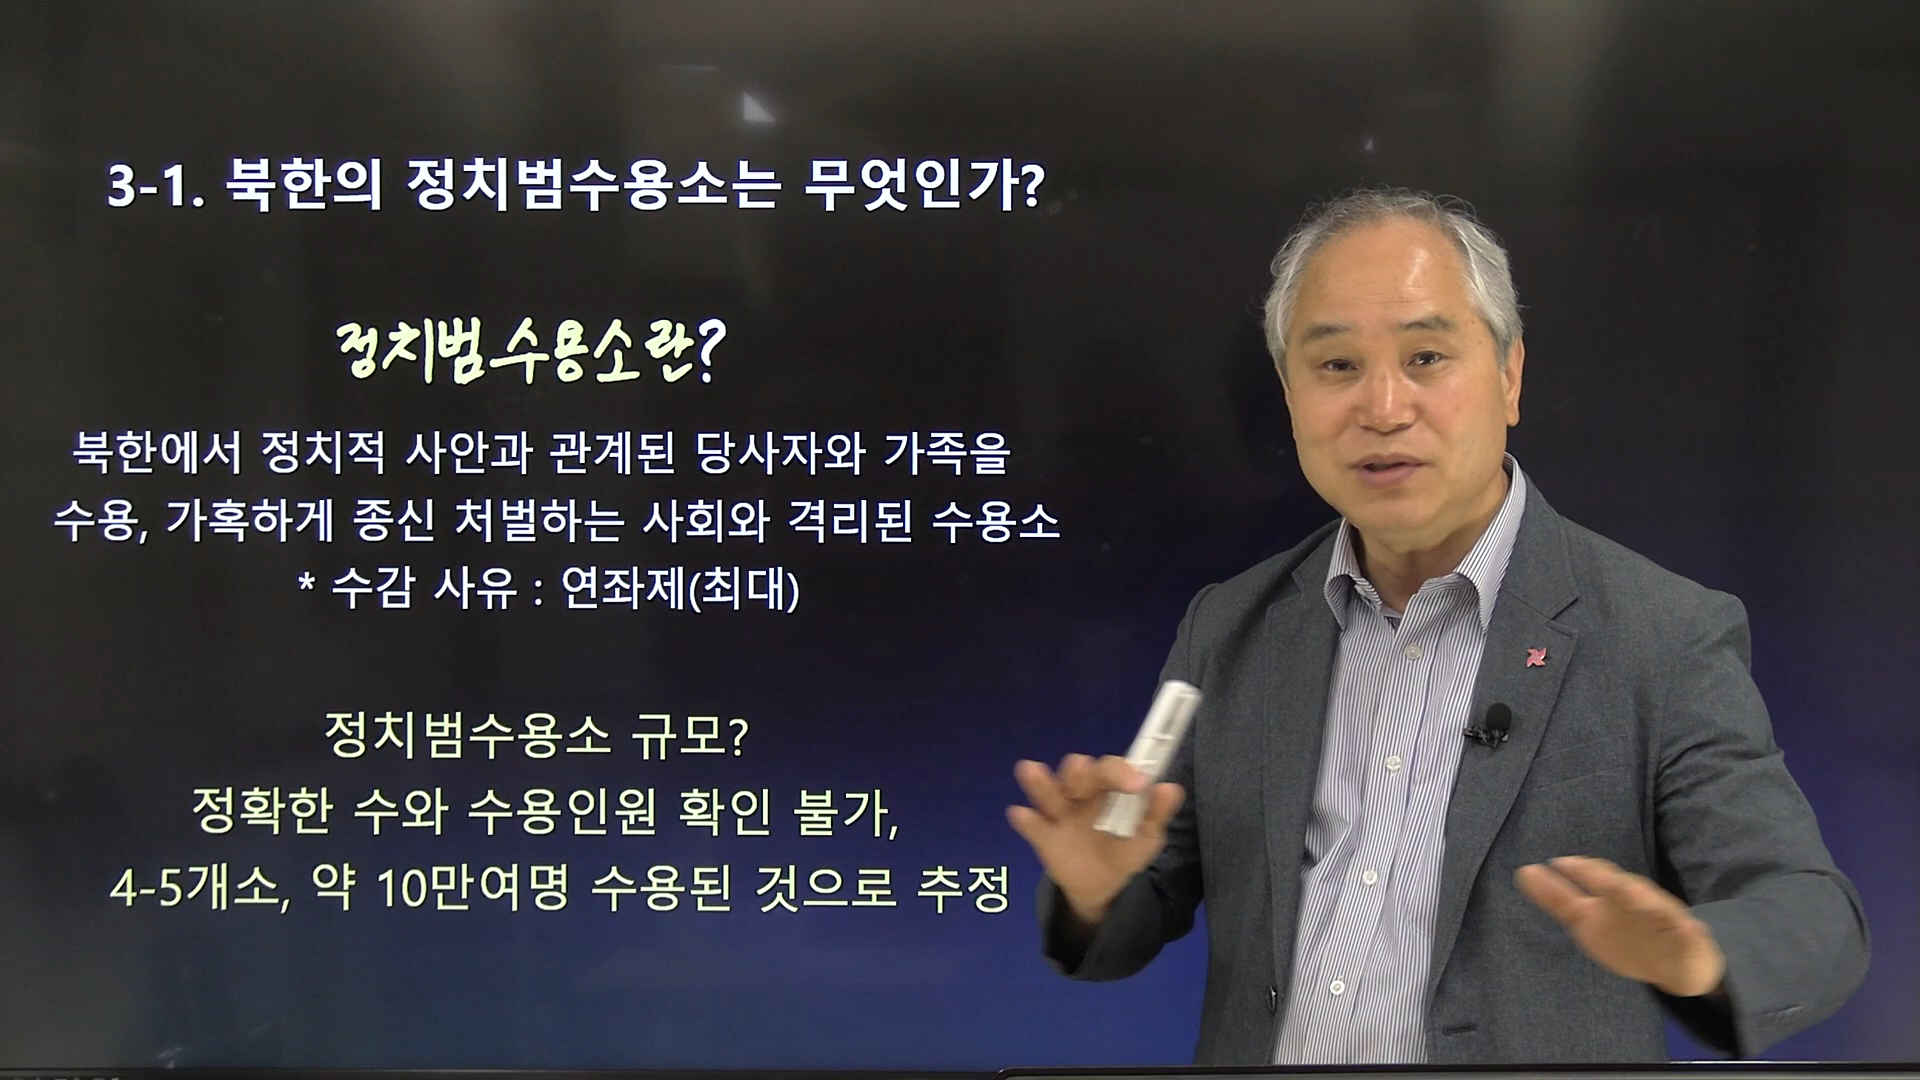 3-1. 북한의 정치범수용소는 무엇인가?
정치범수용소란?
북한에서 정치적 사안과 관계된 당사자와 가족을
수용, 가혹하게 종신 처벌하는 사회와 격리된 수용소
* 수감 사유 : 연좌제(최대)
정치범수용소 규모?
정확한 수와 수용인원 확인 불가,
4-5개소, 약 10만여명 수용된 것으로 추정